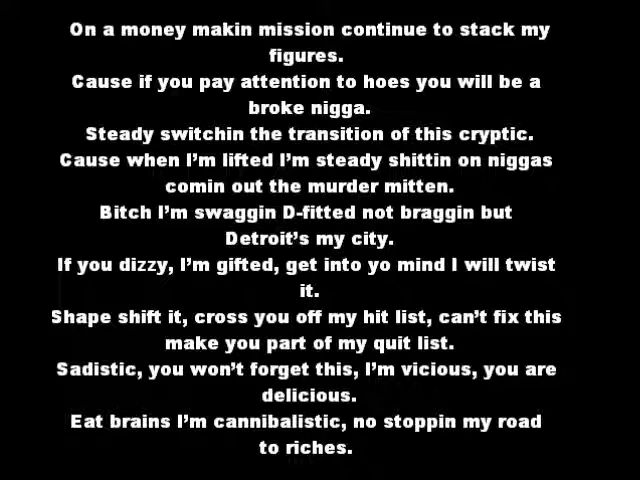 On a money makin mission continue to stack my
figures.
Cause if you pay attention to hoes you will be a
broke nigga.
Steady switchin the transition of this cryptic.
Cause when I'm lifted I'm steady shittin on niggas
comin out the murder mitten.
Bitch I'm swaggin D-fitted not braggin but
Detroit's my city.
If you dizzy, I'm gifted, get into yo mind I will twist
it.
Shape shift it, cross you off my hit list, can't fix this
make you part of my quit list.
Sadistic, you won't forget this, I'm vicious, you are
delicious.
Eat brains I'm cannibalistic, no stoppin my road
to riches.